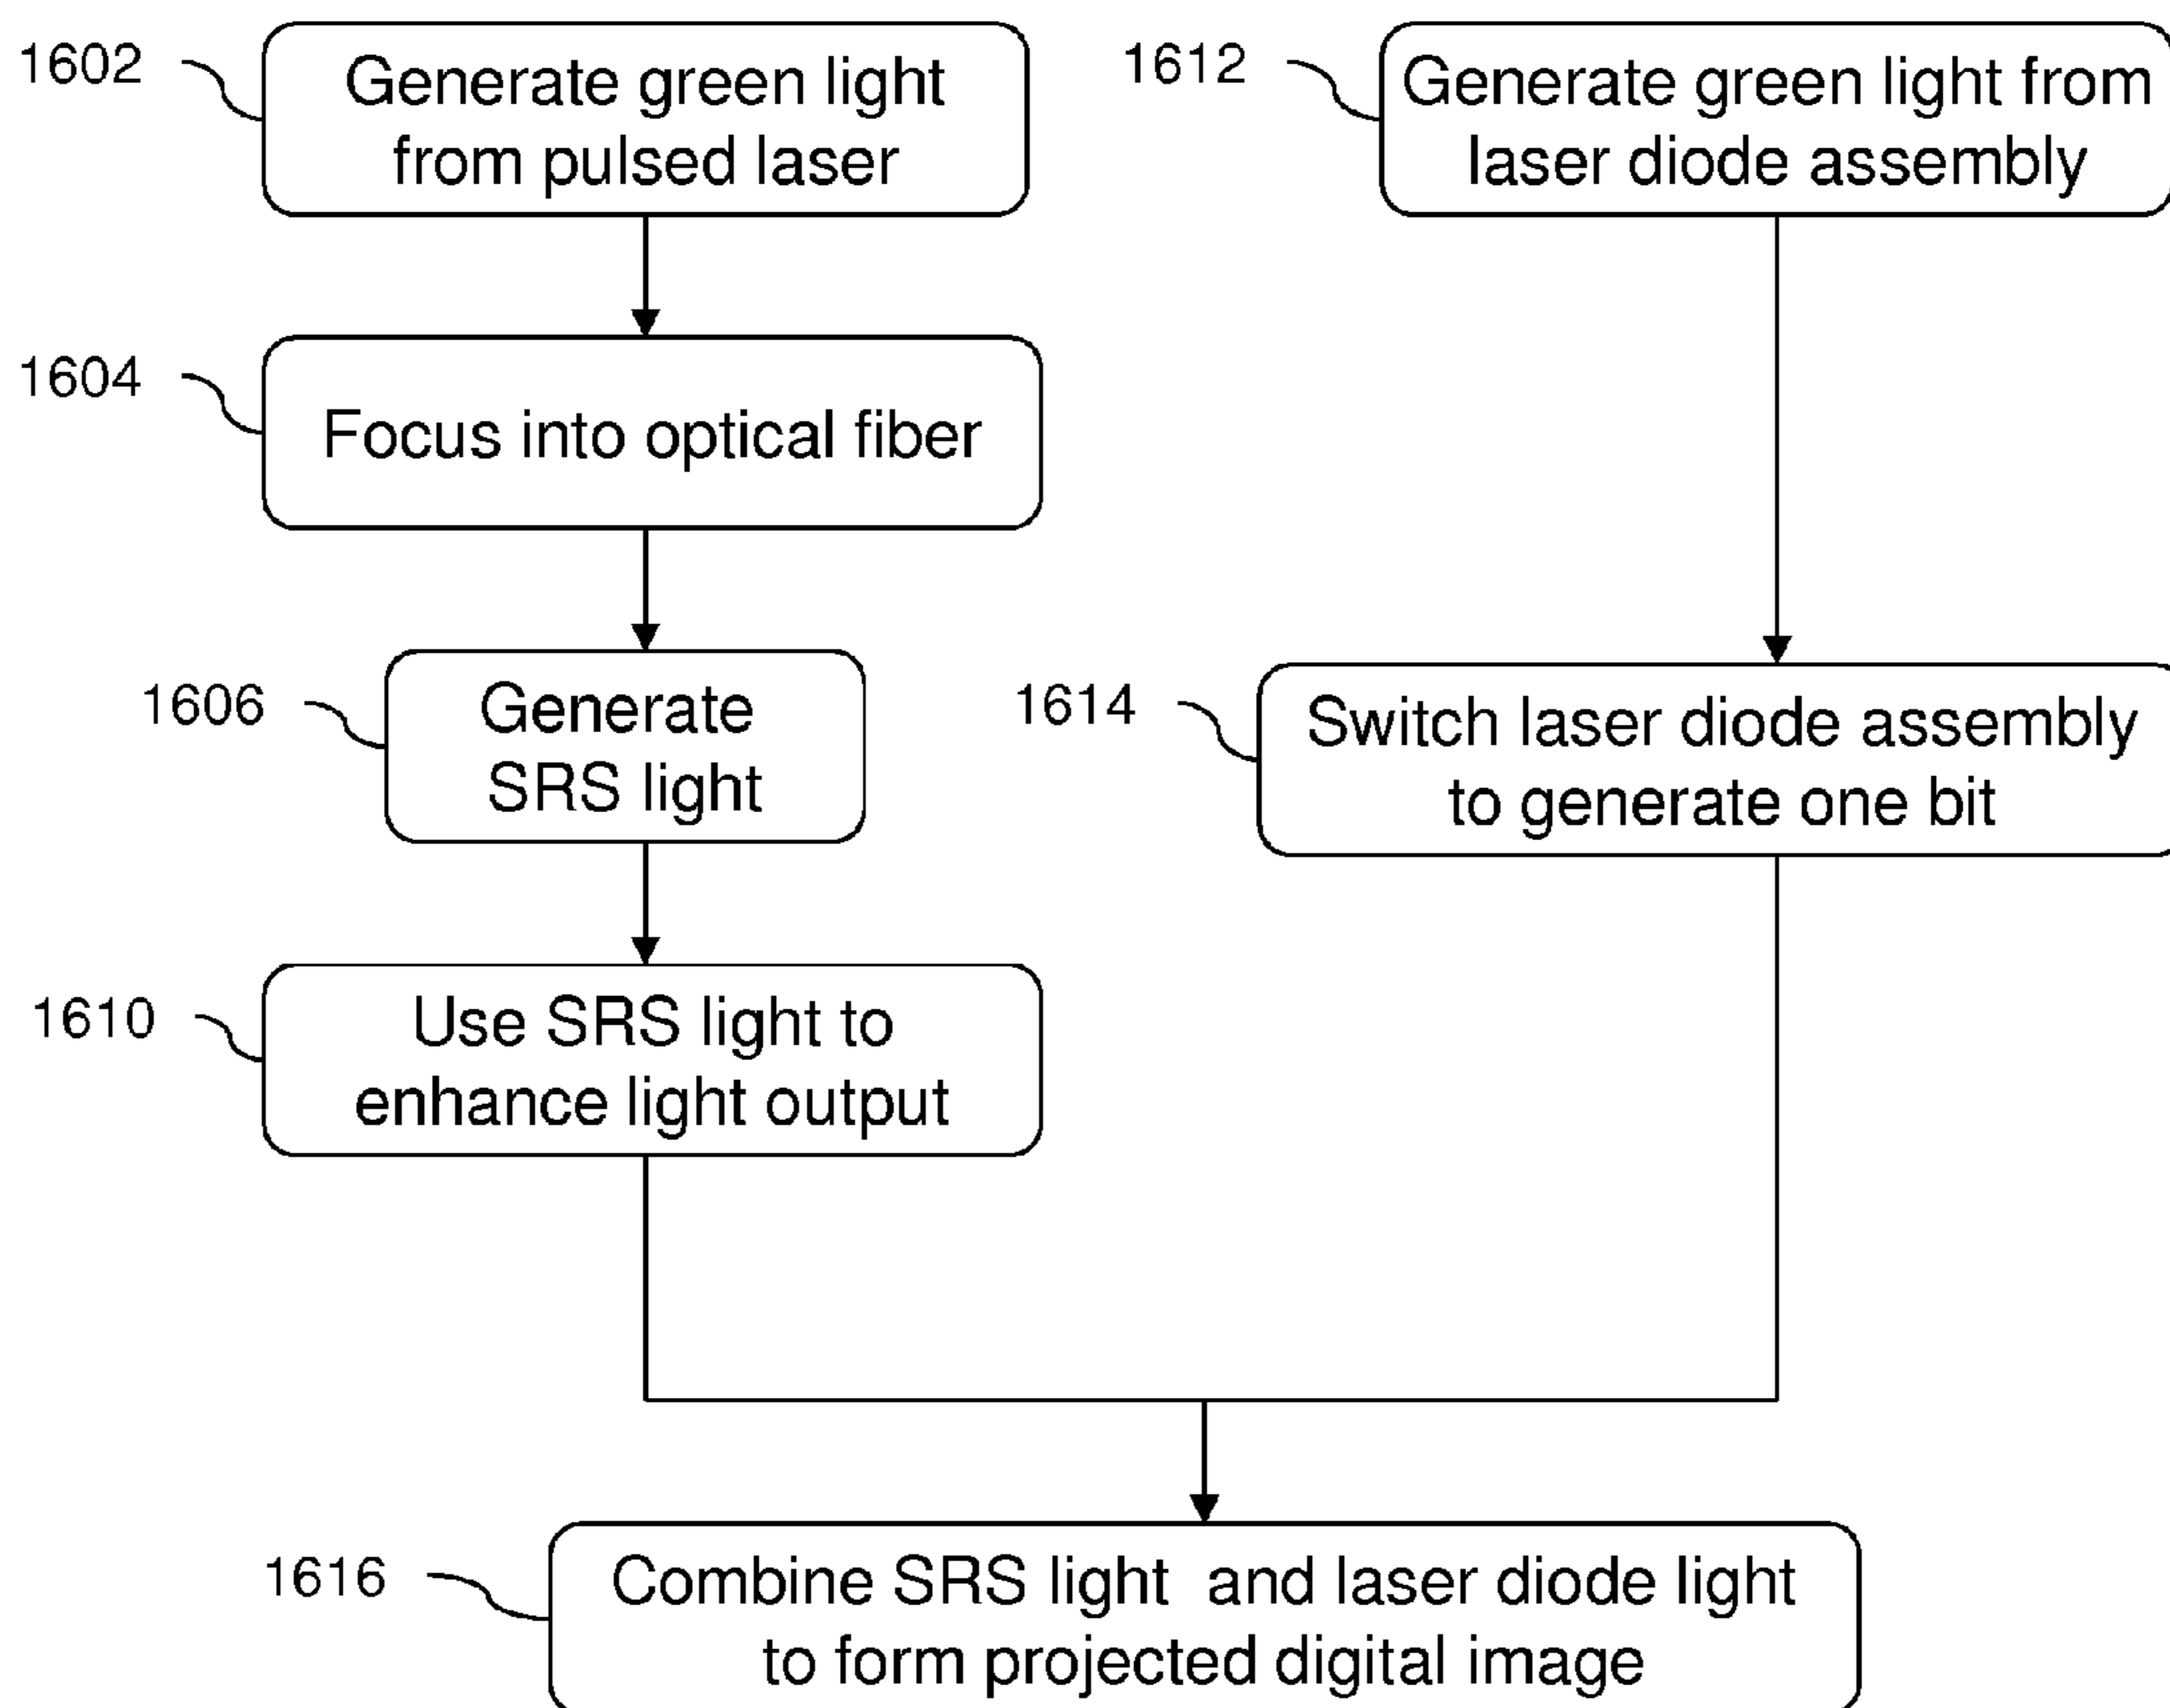 1602
Generate green light
from pulsed laser
1612
Generate green light from
laser diode assembly
1604
Focus into optical fiber
1606
Generate
SRS light
1614
Switch laser diode assembly
to generate one bit
1610
Use SRS light to
enhance light output
1616
Combine SRS light and laser diode light
to form projected digital image